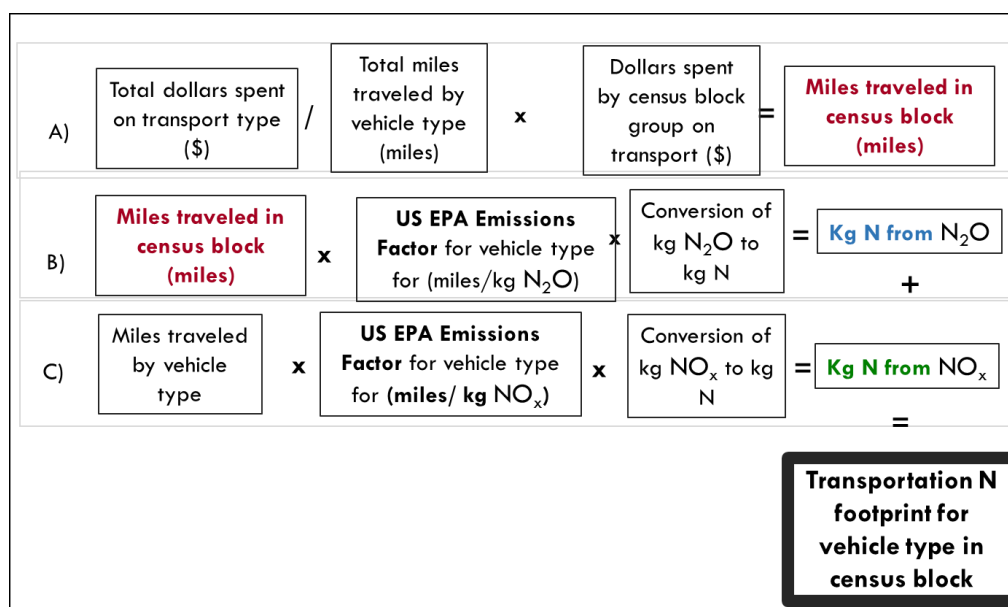 A)
Total dollars spent
on transport type
($)
/
Total miles
traveled by
vehicle type
(miles)
x
Dollars spent
by census block
group on
transport ($)
=
Miles traveled in
census block
(miles)
B)
Miles traveled in
census block
(miles)
x
US EPA Emissions
Factor for vehicle type
for (miles/kg N₂O)
x
Conversion of
kg N₂O to
kg N
=
Kg N from N₂O
+
C)
Miles traveled
by vehicle
type
x
US EPA Emissions
Factor for vehicle type
for (miles/ kg NOₓ)
x
Conversion of
kg NOₓ to kg
N
=
Kg N from NOₓ
=
Transportation N
footprint for
vehicle type in
census block